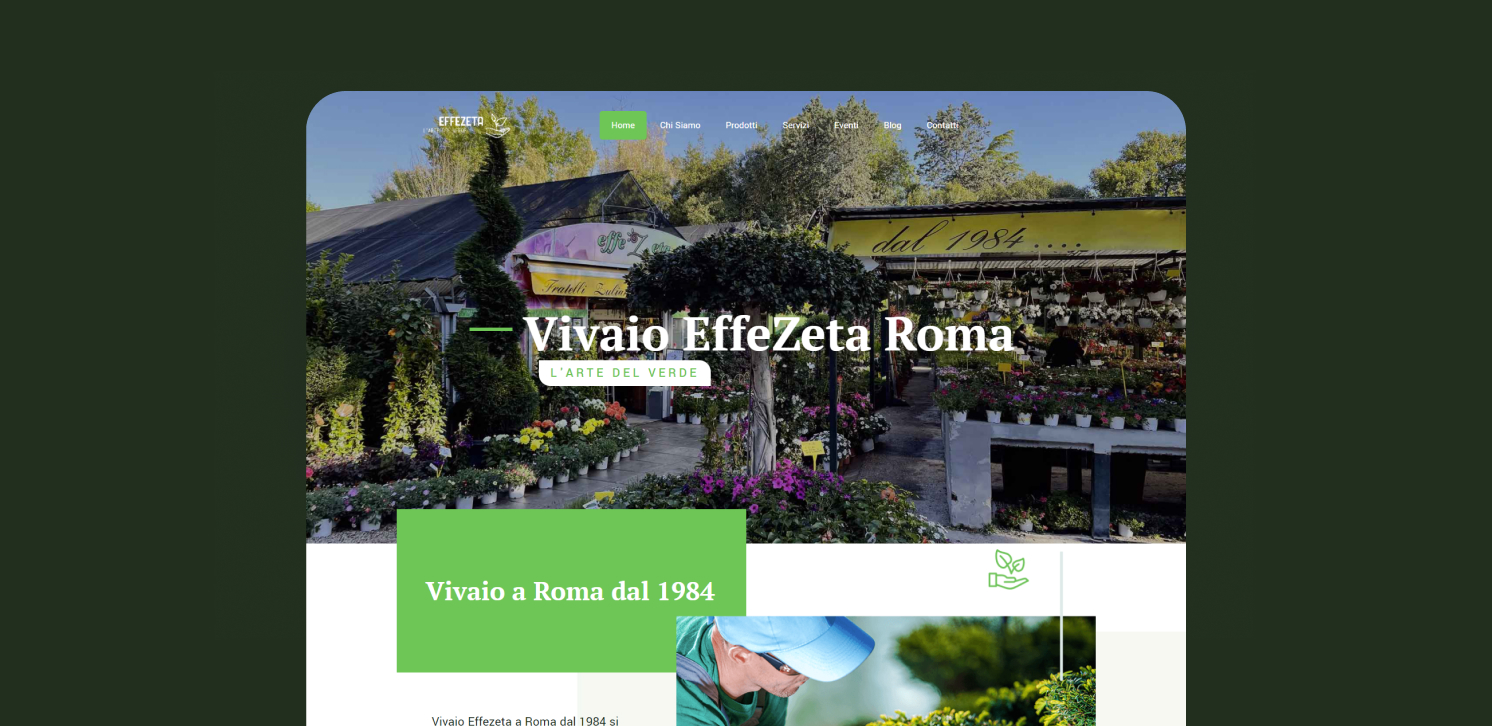 EFFEZETA
Home Chi Siamo Prodotti Servizi Eventi Blog Contatti
effe Zeta
dal 1984....
Fratelli
Vivaio EffeZeta Roma
L'ARTE DEL VERDE
Vivaio a Roma dal 1984
Vivaio Effezeta a Roma dal 1984 si